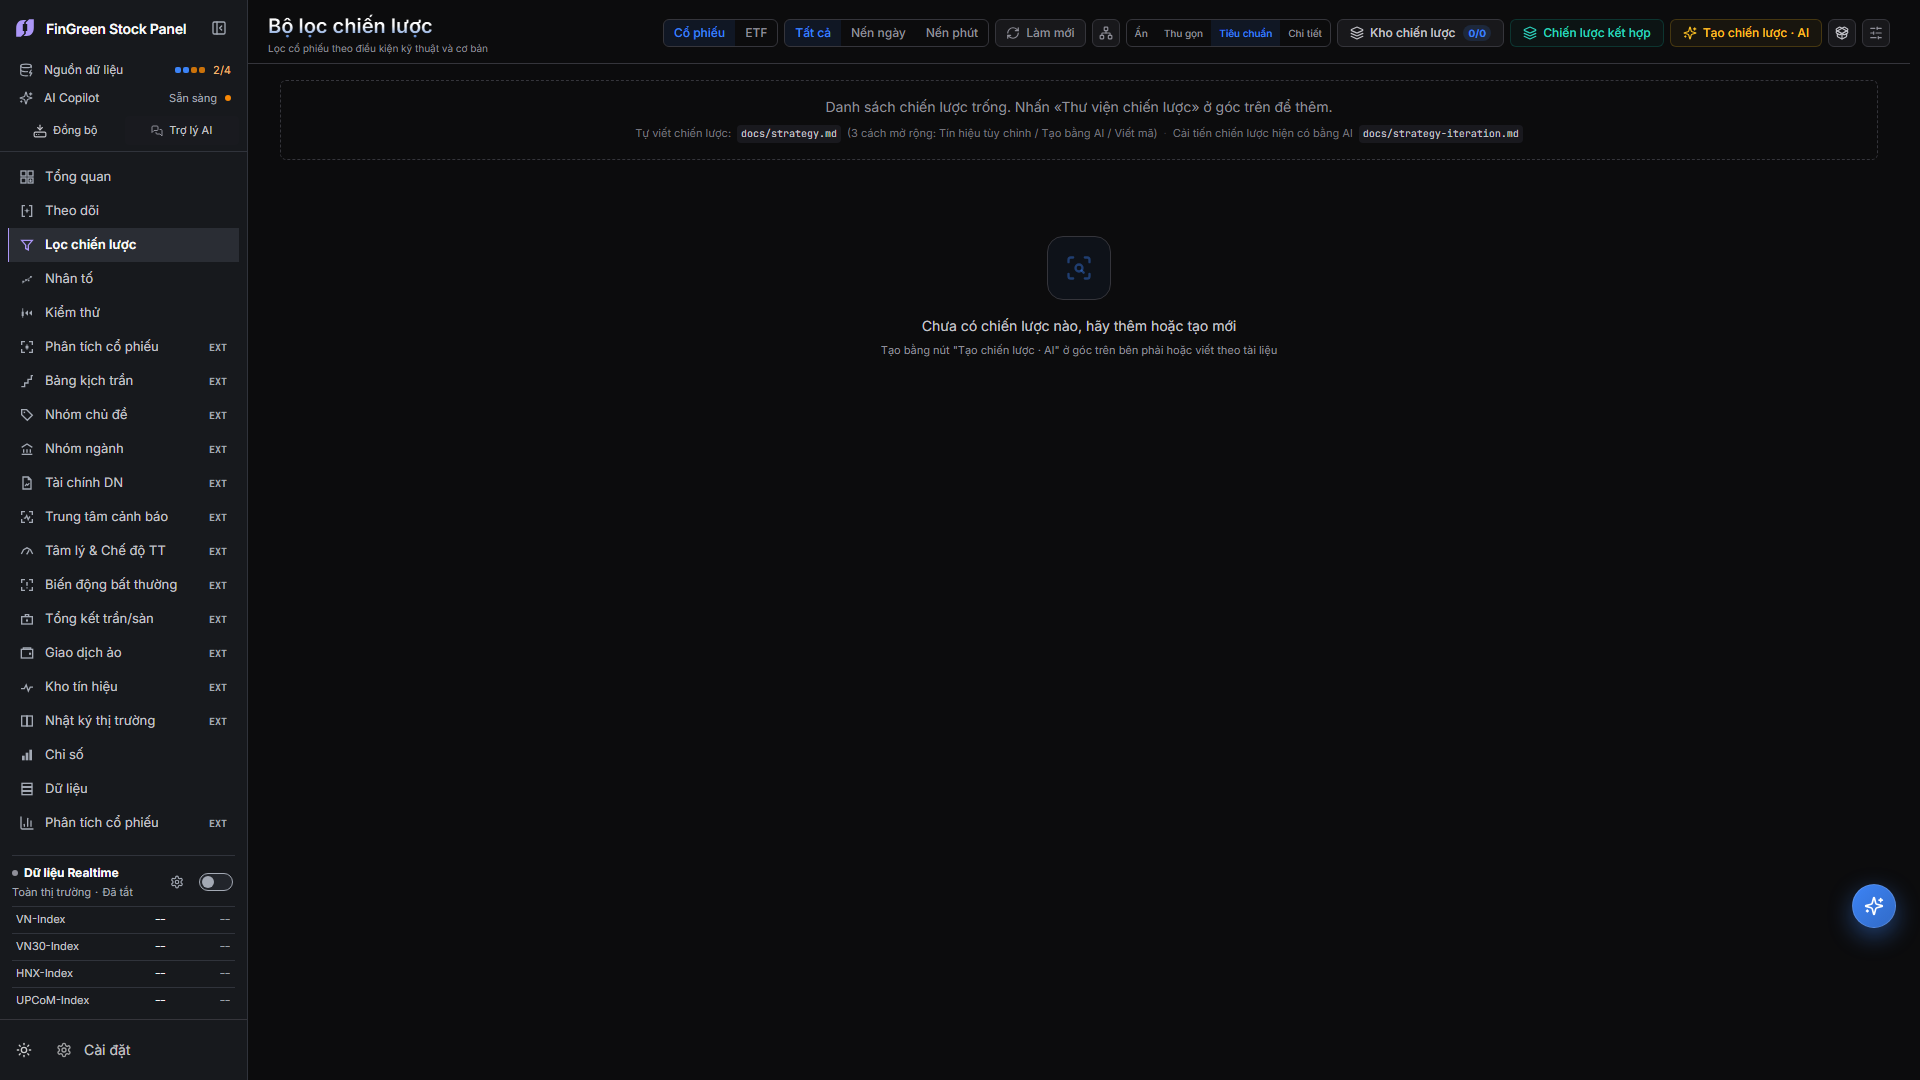 FinGreen Stock Panel
Nguồn dữ liệu 2/4
AI Copilot Sẵn sàng
Đồng bộ Trợ lý AI
Tổng quan
Theo dõi
Lọc chiến lược
Nhân tố
Kiểm thử
Phân tích cổ phiếu EXT
Bảng kịch trần EXT
Nhóm chủ đề EXT
Nhóm ngành EXT
Tài chính DN EXT
Trung tâm cảnh báo EXT
Tâm lý & Chế độ TT EXT
Biến động bất thường EXT
Tổng kết trần/sàn EXT
Giao dịch ảo EXT
Kho tín hiệu EXT
Nhật ký thị trường EXT
Chỉ số
Dữ liệu
Phân tích cổ phiếu EXT
Dữ liệu Realtime
Toàn thị trường · Đã tắt
VN-Index -- --
VN30-Index -- --
HNX-Index -- --
UPCoM-Index -- --
Cài đặt
Bộ lọc chiến lược
Lọc cổ phiếu theo điều kiện kỹ thuật và cơ bản
Cổ phiếu ETF Tất cả Nến ngày Nến phút Làm mới Ẩn Thu gọn Tiêu chuẩn Chi tiết Kho chiến lược 0/0 Chiến lược kết hợp Tạo chiến lược · AI
Danh sách chiến lược trống. Nhấn «Thư viện chiến lược» ở góc trên để thêm.
Tự viết chiến lược: docs/strategy.md (3 cách mở rộng: Tín hiệu tùy chỉnh / Tạo bằng AI / Viết mã) · Cải tiến chiến lược hiện có bằng AI docs/strategy-iteration.md
Chưa có chiến lược nào, hãy thêm hoặc tạo mới
Tạo bằng nút "Tạo chiến lược · AI" ở góc trên bên phải hoặc viết theo tài liệu